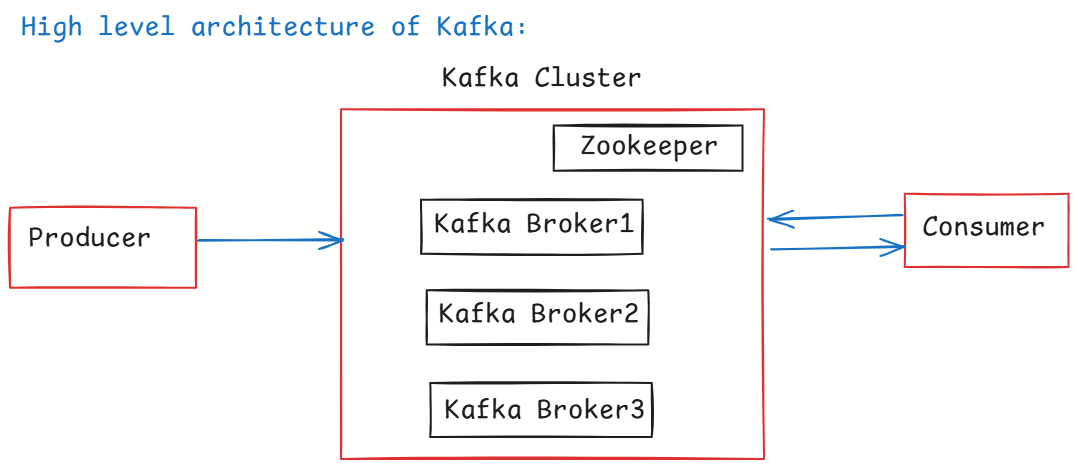 High level architecture of Kafka:
Kafka Cluster
Zookeeper
Kafka Broker1
Producer
Consumer
Kafka Broker2
Kafka Broker3